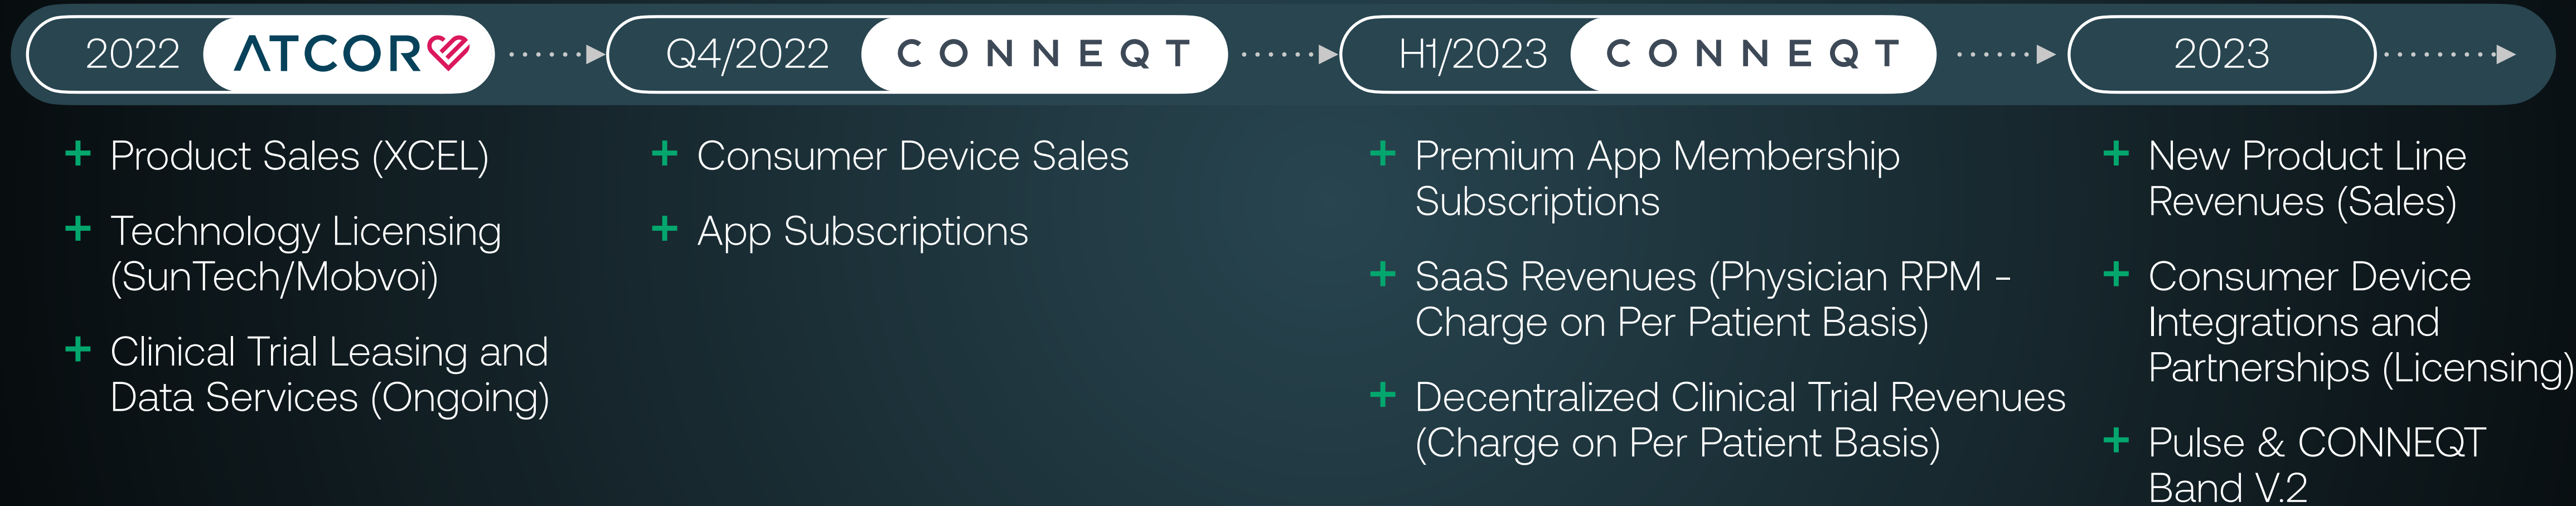 2022 ATCOR
Q4/2022 CONNEQT
H1/2023 CONNEQT
2023
+ Product Sales (XCEL)
+ Technology Licensing
(SunTech/Mobvoi)
+ Clinical Trial Leasing and
Data Services (Ongoing)
+ Consumer Device Sales
+ App Subscriptions
+ Premium App Membership
Subscriptions
+ SaaS Revenues (Physician RPM -
Charge on Per Patient Basis)
+ Decentralized Clinical Trial Revenues
(Charge on Per Patient Basis)
+ New Product Line
Revenues (Sales)
+ Consumer Device
Integrations and
Partnerships (Licensing)
+ Pulse & CONNEQT
Band V.2